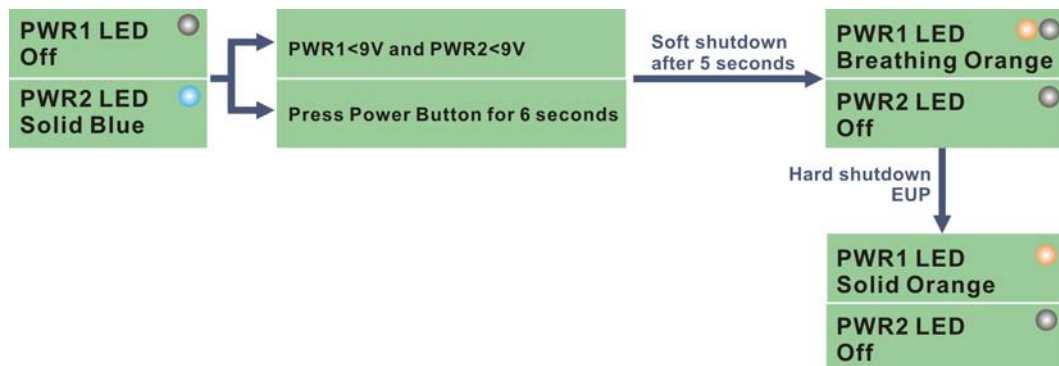 PWR1 LED
Off
PWR2 LED
Solid Blue
PWR1<9V and PWR2<9V
Press Power Button for 6 seconds
Soft shutdown
after 5 seconds
PWR1 LED
Breathing Orange
PWR2 LED
Off
Hard shutdown
EUP
PWR1 LED
Solid Orange
PWR2 LED
Off